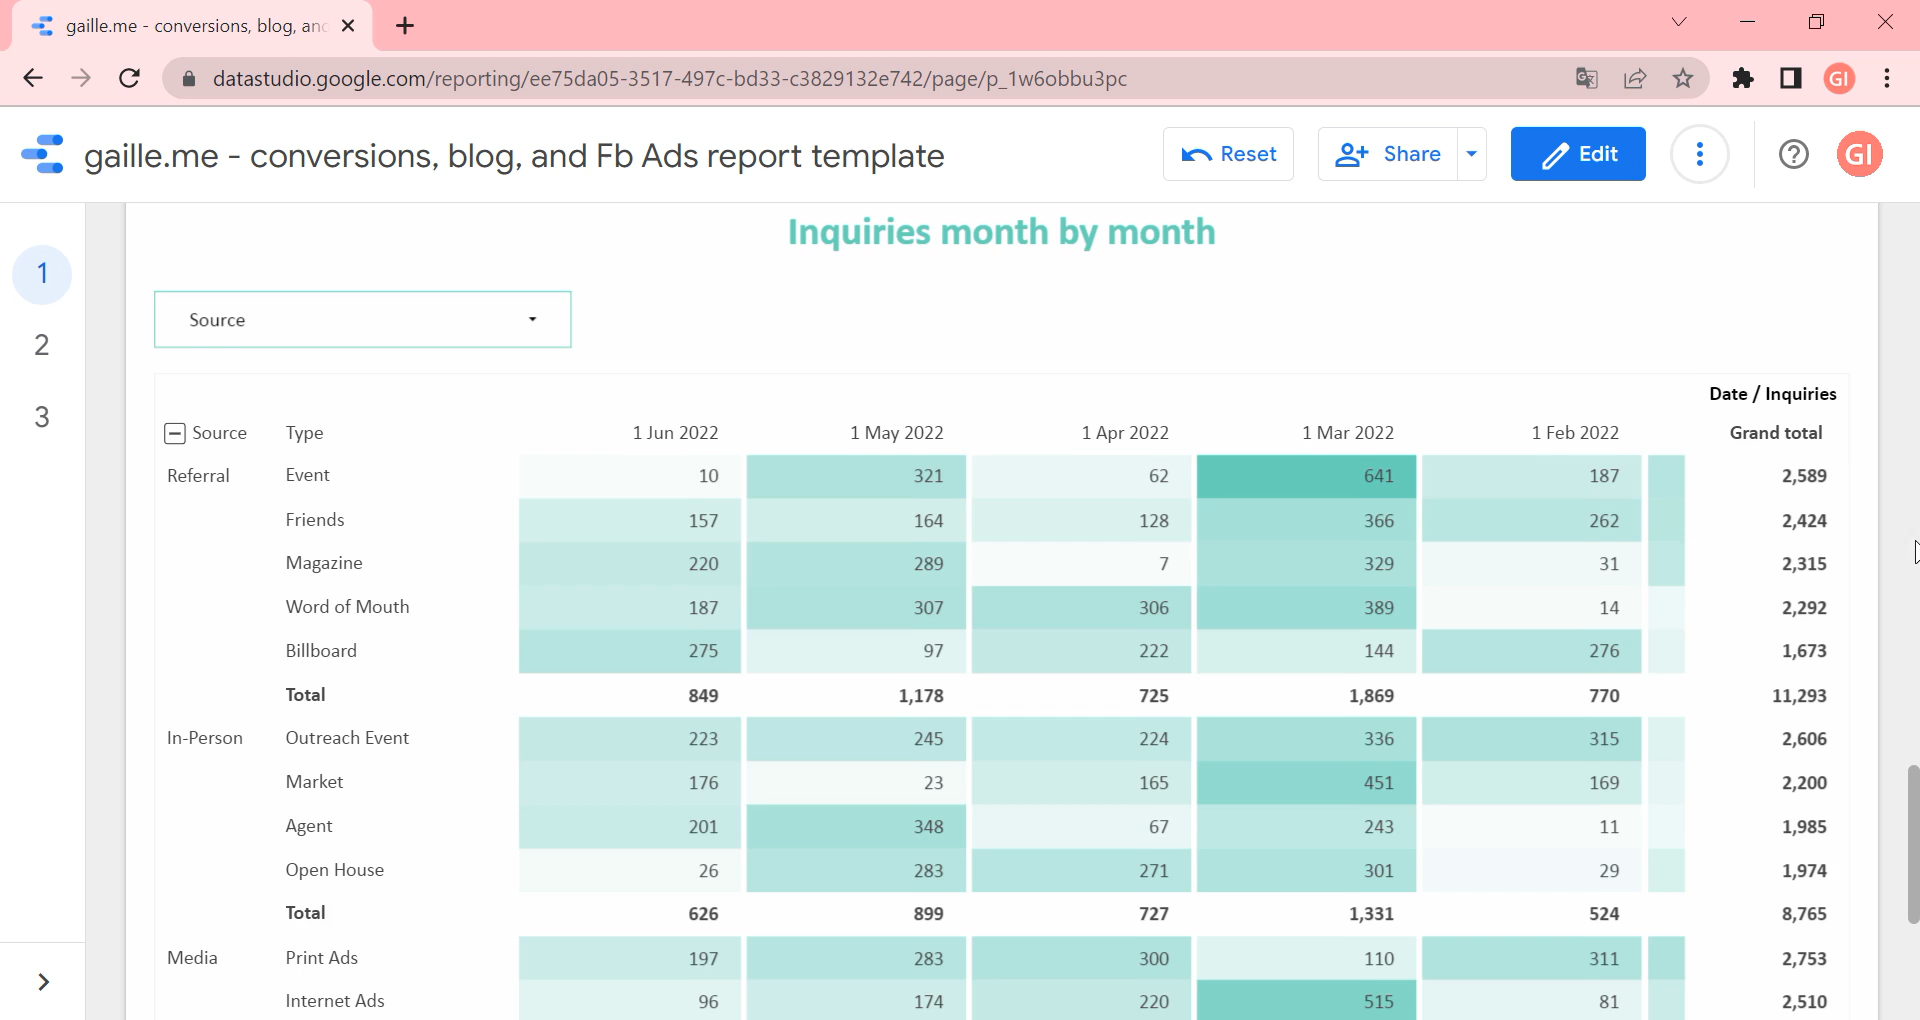 gaille.me - conversions, blog, an
datastudio.google.com/reporting/ee75da05-3517-497c-bd33-c3829132e742/page/p_1w6obbu3pc
GI
gaille.me - conversions, blog, and Fb Ads report template
Reset
Share
Edit
GI
1
2
3
Inquiries month by month
Source
Date / Inquiries
Source Type 1 Jun 2022 1 May 2022 1 Apr 2022 1 Mar 2022 1 Feb 2022 Grand total
Referral Event 10 321 62 641 187 2,589
Friends 157 164 128 366 262 2,424
Magazine 220 289 7 329 31 2,315
Word of Mouth 187 307 306 389 14 2,292
Billboard 275 97 222 144 276 1,673
Total 849 1,178 725 1,869 770 11,293
In-Person Outreach Event 223 245 224 336 315 2,606
Market 176 23 165 451 169 2,200
Agent 201 348 67 243 11 1,985
Open House 26 283 271 301 29 1,974
Total 626 899 727 1,331 524 8,765
Media Print Ads 197 283 300 110 311 2,753
Internet Ads 96 174 220 515 81 2,510